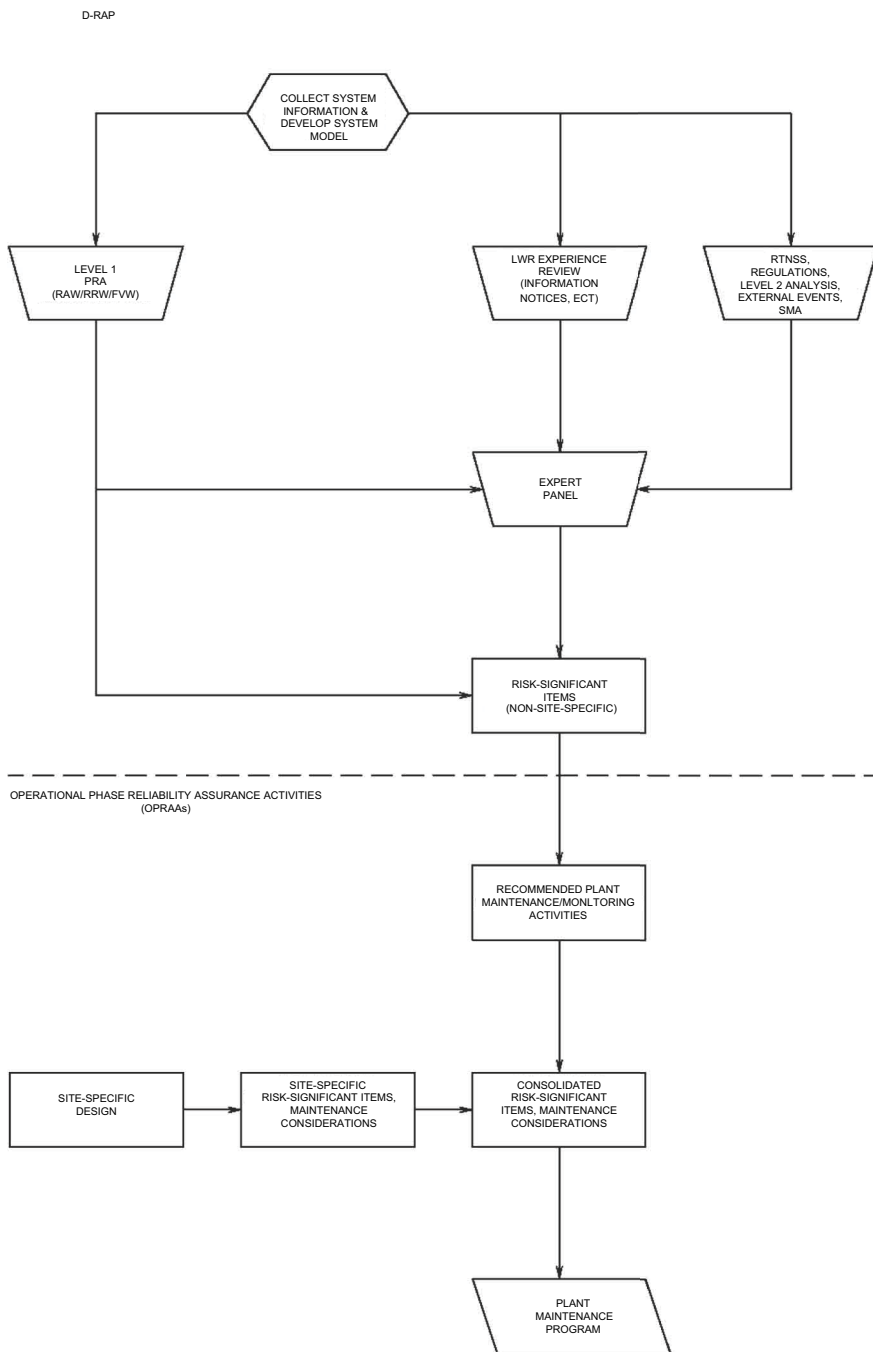 D-RAP
COLLECT SYSTEM
INFORMATION &
DEVELOP SYSTEM
MODEL
LEVEL 1
PRA
(RAW/RRW/FVW)
LWR EXPERIENCE
REVIEW
(INFORMATION
NOTICES, ECT)
RTNSS,
REGULATIONS,
LEVEL 2 ANALYSIS,
EXTERNAL EVENTS,
SMA
EXPERT
PANEL
RISK-SIGNIFICANT
ITEMS
(NON-SITE-SPECIFIC)
OPERATIONAL PHASE RELIABILITY ASSURANCE ACTIVITIES
(OPRAAs)
RECOMMENDED PLANT
MAINTENANCE/MONLTORING
ACTIVITIES
SITE-SPECIFIC
DESIGN
SITE-SPECIFIC
RISK-SIGNIFICANT ITEMS,
MAINTENANCE
CONSIDERATIONS
CONSOLIDATED
RISK-SIGNIFICANT
ITEMS, MAINTENANCE
CONSIDERATIONS
PLANT
MAINTENANCE
PROGRAM